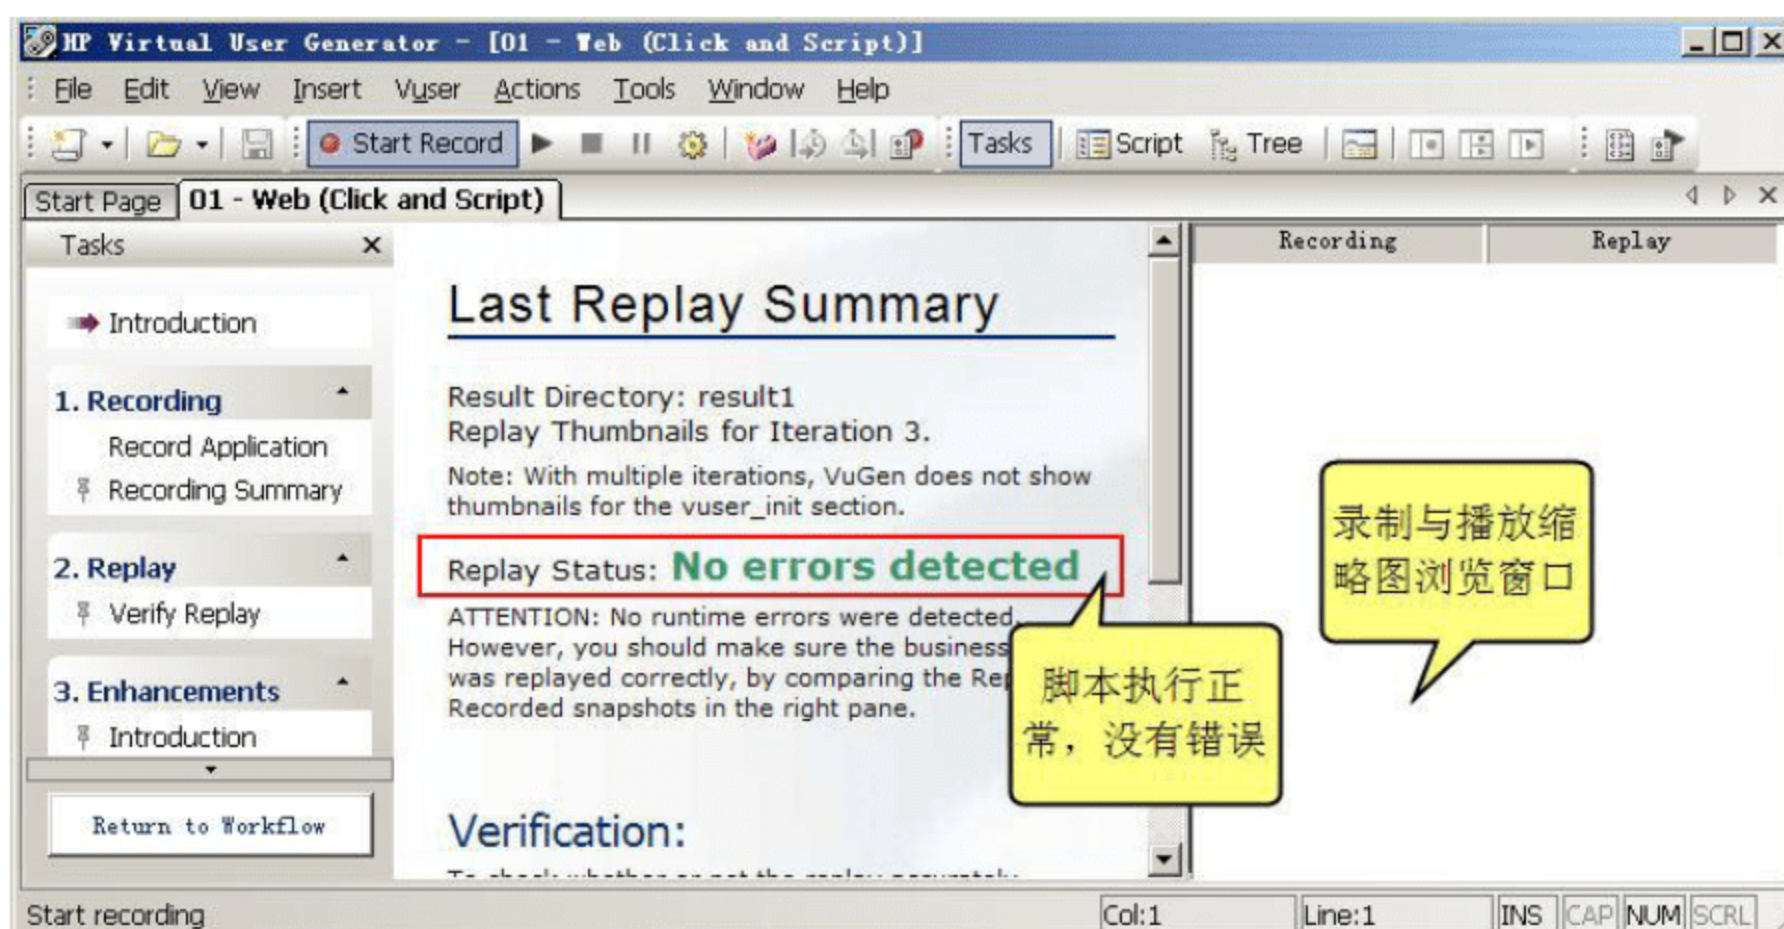 HP Virtual User Generator - [01 - Web (Click and Script)]
File Edit View Insert Vuser Actions Tools Window Help
Start Record Tasks Script Tree
Start Page 01 - Web (Click and Script)
Tasks
Introduction
1. Recording
Record Application
Recording Summary
2. Replay
Verify Replay
3. Enhancements
Introduction
Return to Workflow
Last Replay Summary
Result Directory: result1
Replay Thumbnails for Iteration 3.
Note: With multiple iterations, VuGen does not show
thumbnails for the vuser_init section.
Replay Status: No errors detected
ATTENTION: No runtime errors were detected.
However, you should make sure the business
was replayed correctly, by comparing the
Recorded snapshots in the right pane.
脚本执行正
常，没有错误
Verification:
Recording Replay
录制与播放缩
略图浏览窗口
Start recording Col:1 Line:1 INS CAP NUM SCRL